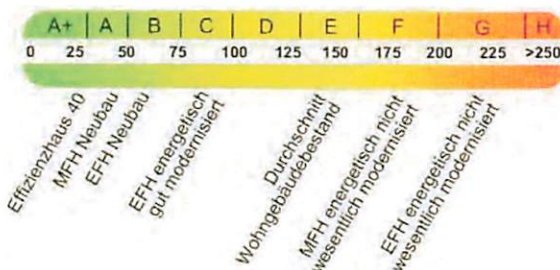 A+ A B C D E F G H
0 25 50 75 100 125 150 175 200 225 >250
Effizienzhaus 40
MFH Neubau
EFH Neubau
EFH energetisch
gut modernisiert
Durchschnitt
Wohngebäudebestand
MFH energetisch nicht
wesentlich modernisiert
EFH energetisch nicht
wesentlich modernisiert